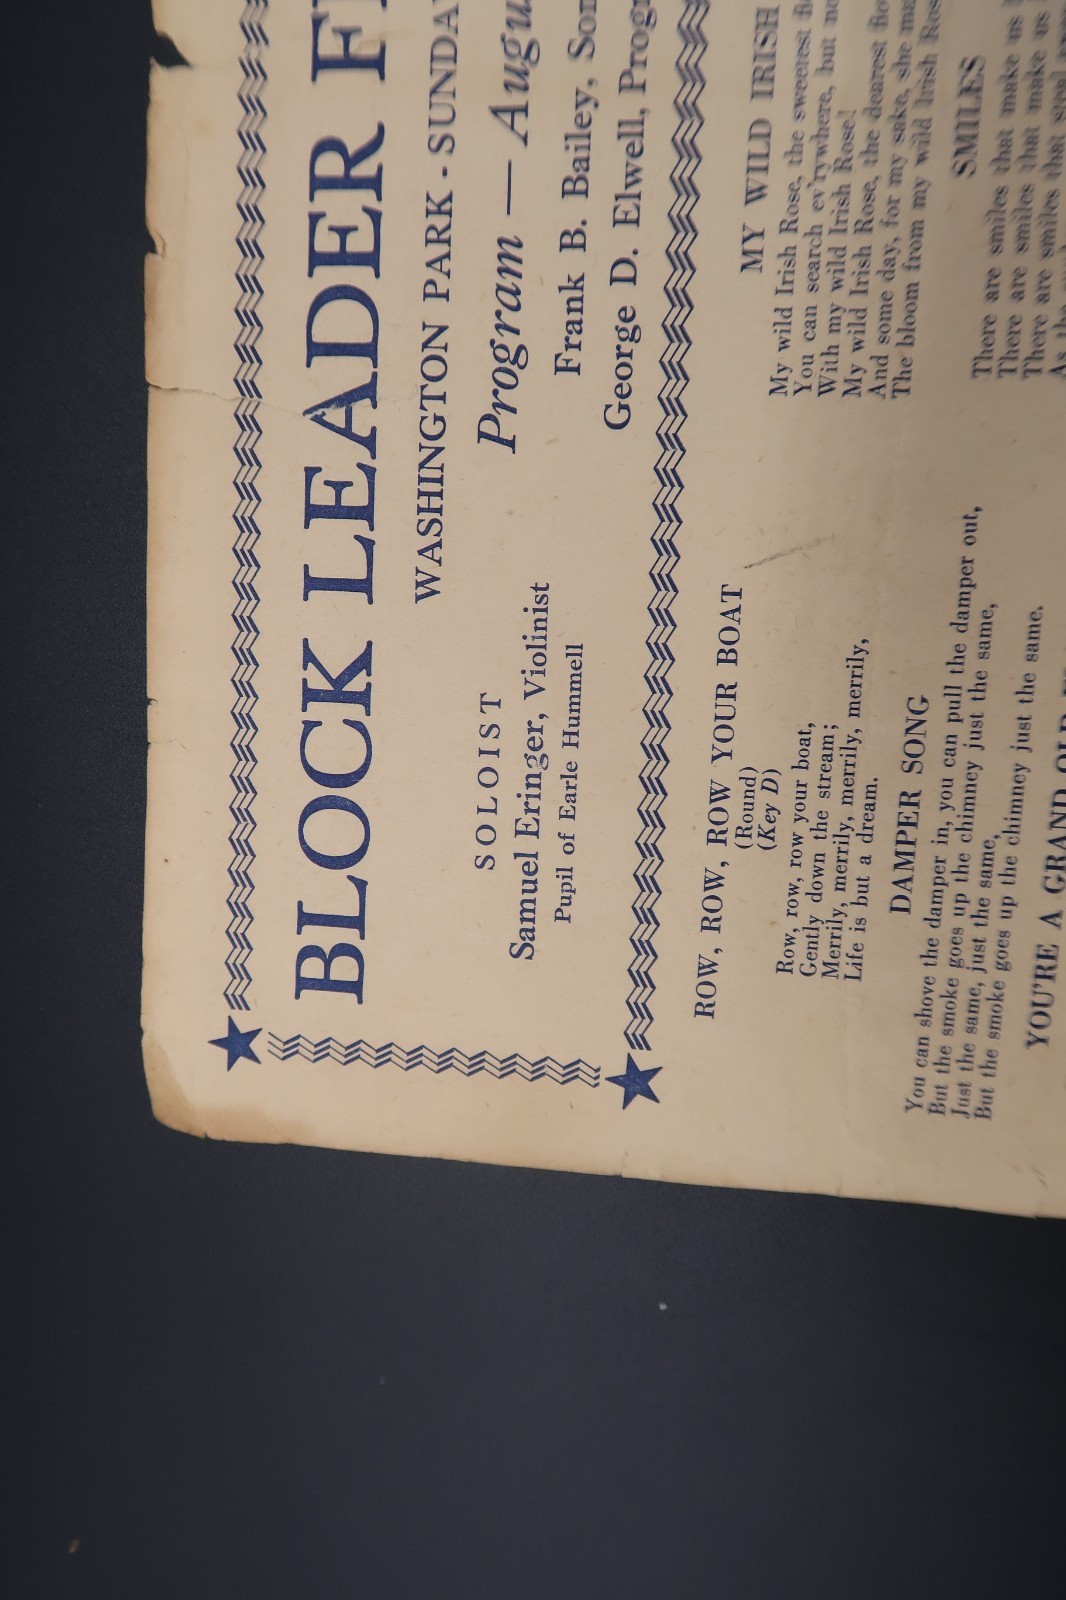 BLOCK LEADER
WASHINGTON PARK - SUNDAY
Program — Augu
SOLOIST
Samuel Eringer, Violinist
Pupil of Earle Hummell
Frank B. Bailey, Son
George D. Elwell, Progr
ROW, ROW, ROW YOUR BOAT
(Round)
(Key D)
Row, row, row your boat,
Gently down the stream;
Merrily, merrily, merrily, merrily,
Life is but a dream.
DAMPER SONG
You can shove the damper in, you can pull the damper out,
But the smoke goes up the chimney just the same,
Just the same, just the same,
But the smoke goes up the chimney just the same.
YOU'RE A GRAND OLD
MY WILD IRISH
My wild Irish Rose, the sweetest
You can search ev'rywhere, but
With my wild Irish Rose!
My wild Irish Rose, the dearest
And some day, for my sake, she
The bloom from my wild Irish Ros
SMILES
There are smiles that make us
There are smiles that make us
There are smiles that
As the